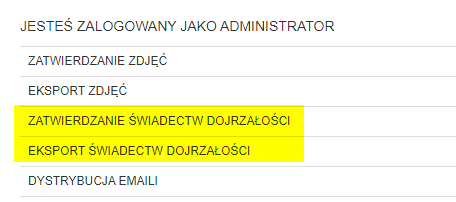 JESTEŚ ZALOGOWANY JAKO ADMINISTRATOR
ZATWIERDZANIE ZDJĘĆ
EKSPORT ZDJĘĆ
ZATWIERDZANIE ŚWIADECTW DOJRZAŁOŚCI
EKSPORT ŚWIADECTW DOJRZAŁOŚCI
DYSTRYBUCJA EMAILI